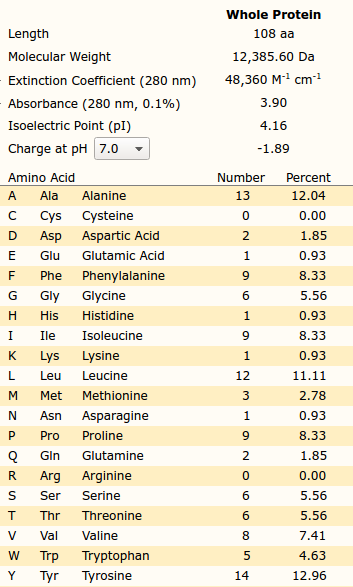 Whole Protein
Length 108 aa
Molecular Weight 12,385.60 Da
Extinction Coefficient (280 nm) 48,360 M⁻¹ cm⁻¹
Absorbance (280 nm, 0.1%) 3.90
Isoelectric Point (pI) 4.16
Charge at pH 7.0 -1.89
Amino Acid Number Percent
A Ala Alanine 13 12.04
C Cys Cysteine 0 0.00
D Asp Aspartic Acid 2 1.85
E Glu Glutamic Acid 1 0.93
F Phe Phenylalanine 9 8.33
G Gly Glycine 6 5.56
H His Histidine 1 0.93
I Ile Isoleucine 9 8.33
K Lys Lysine 1 0.93
L Leu Leucine 12 11.11
M Met Methionine 3 2.78
N Asn Asparagine 1 0.93
P Pro Proline 9 8.33
Q Gln Glutamine 2 1.85
R Arg Arginine 0 0.00
S Ser Serine 6 5.56
T Thr Threonine 6 5.56
V Val Valine 8 7.41
W Trp Tryptophan 5 4.63
Y Tyr Tyrosine 14 12.96